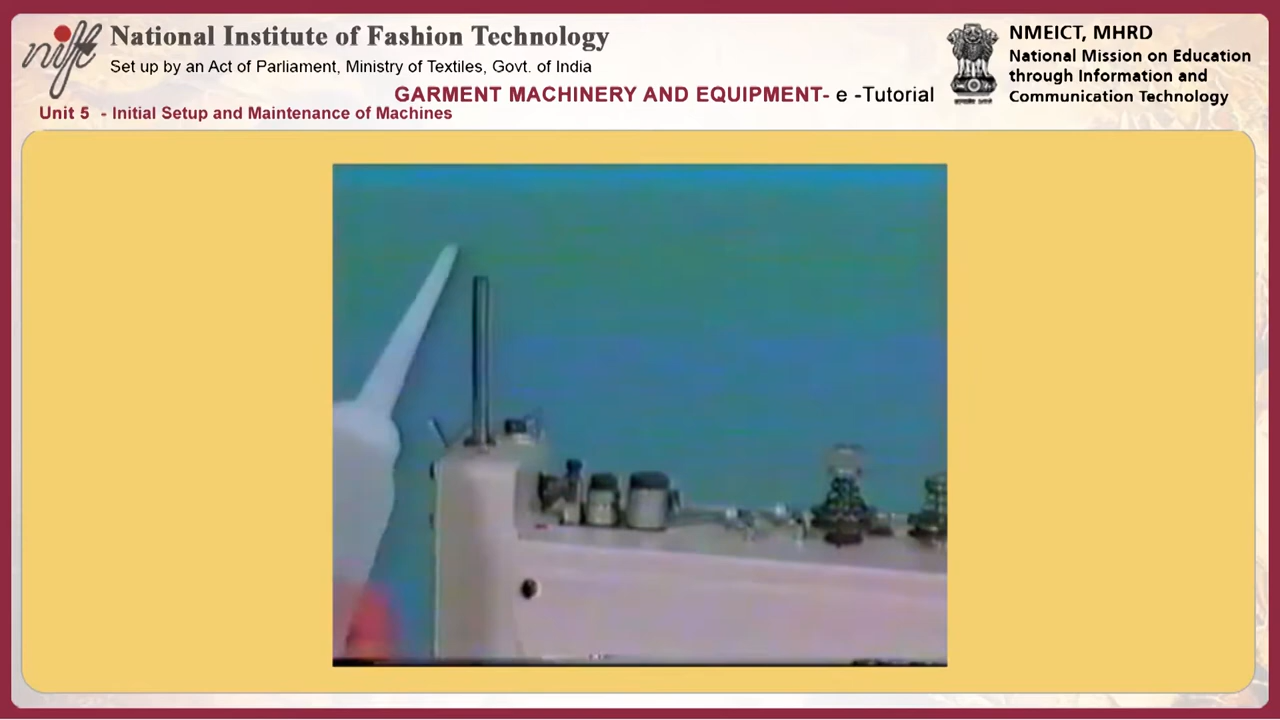 nift
National Institute of Fashion Technology
Set up by an Act of Parliament, Ministry of Textiles, Govt. of India
GARMENT MACHINERY AND EQUIPMENT- e -Tutorial
Unit 5 - Initial Setup and Maintenance of Machines
NMEICT, MHRD
National Mission on Education
through Information and
Communication Technology